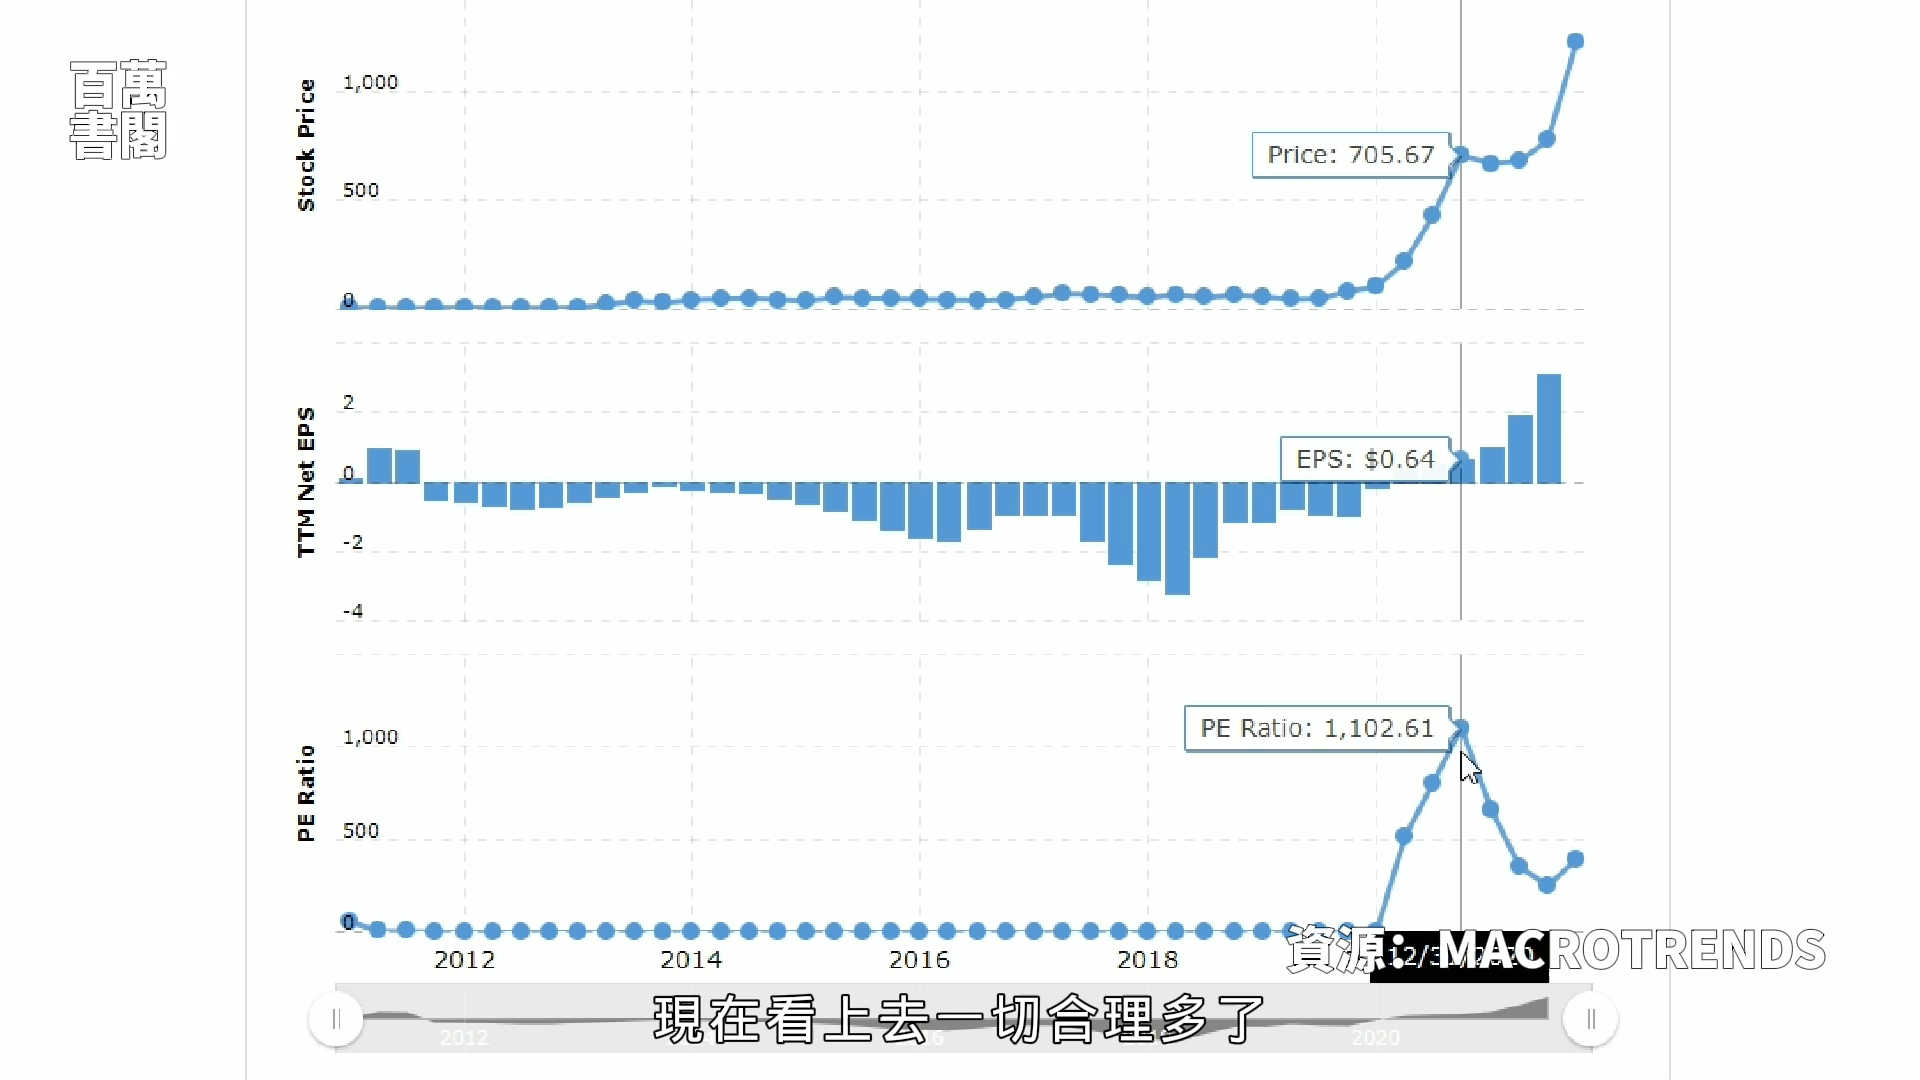 百萬
書閣
Stock Price
1,000
500
0
Price: 705.67
TTM Net EPS
2
0
-2
-4
EPS: $0.64
PE Ratio
1,000
500
0
PE Ratio: 1,102.61
2012
2014
2016
2018
資源：MACROTRENDS
現在看上去一切合理多了
2012
2020